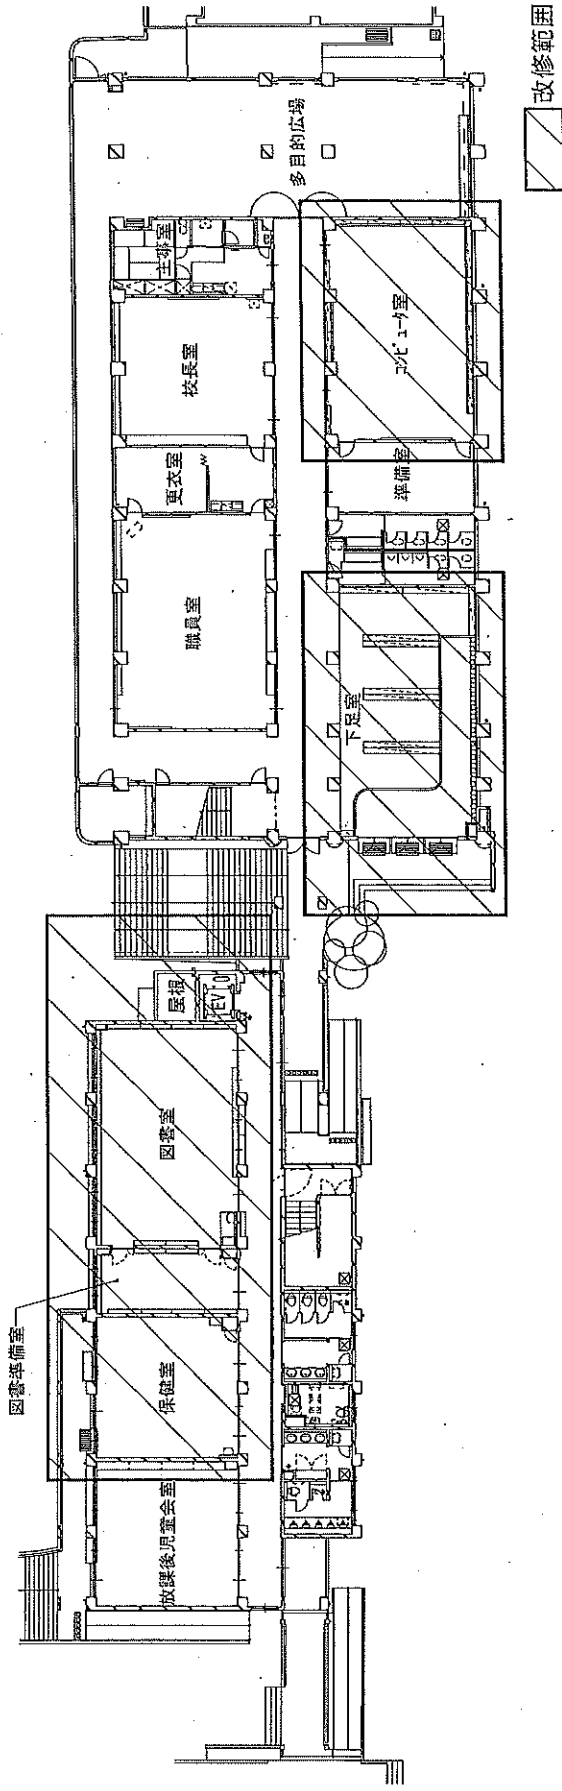 図書準備室
放課後児童会室
保健室
図書室
屋根
EV
職員室
更衣室
校長室
主事室
下足室
準備室
コンピュータ室
多目的広場
改修範囲